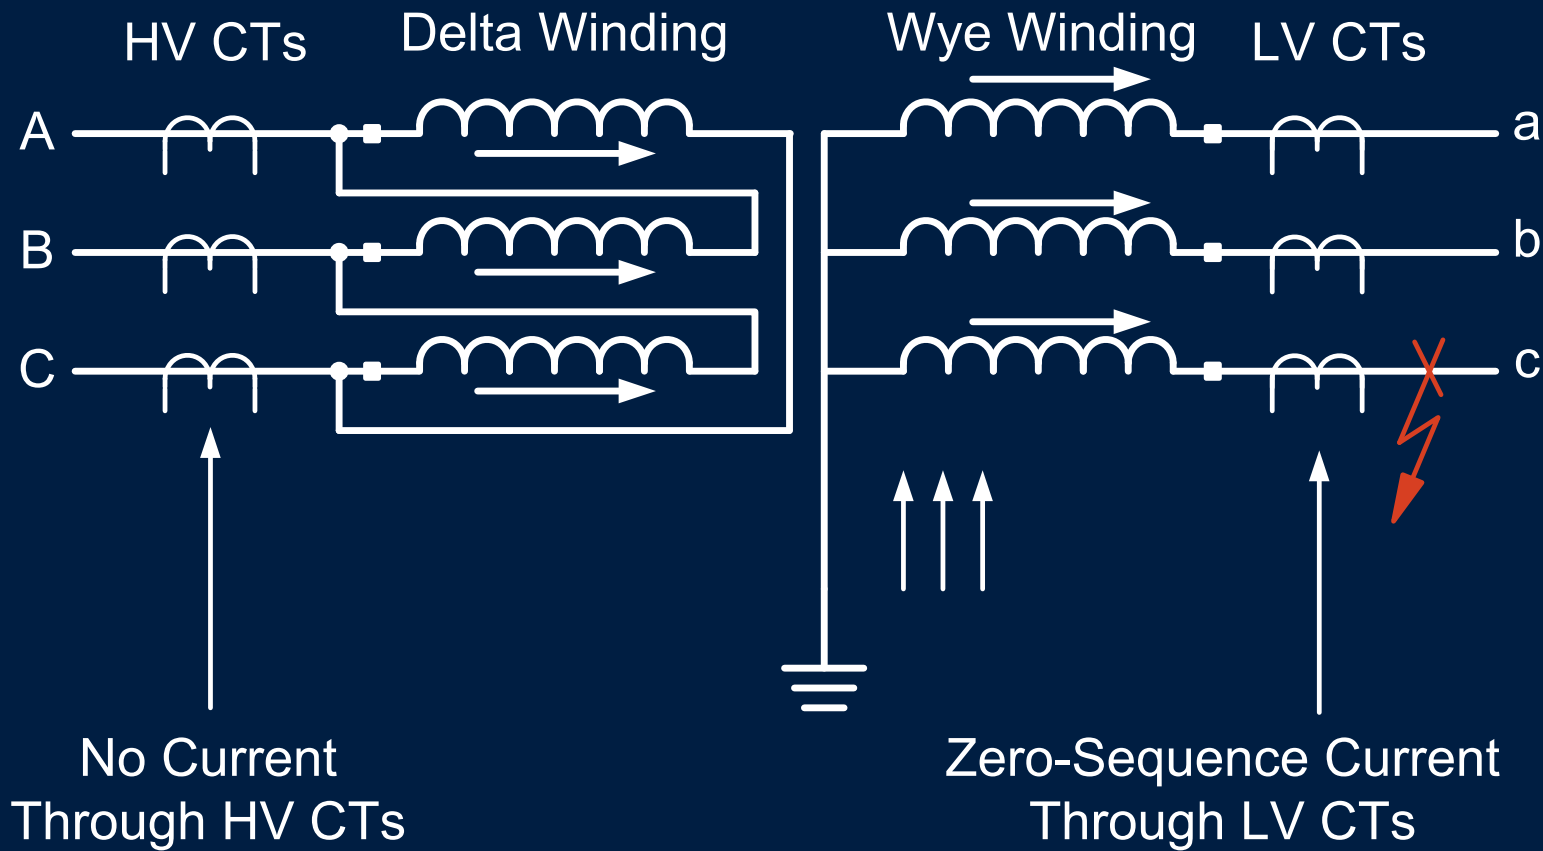 HV CTs
Delta Winding
Wye Winding
LV CTs
A
a
B
b
C
c
No Current
Through HV CTs
Zero-Sequence Current
Through LV CTs